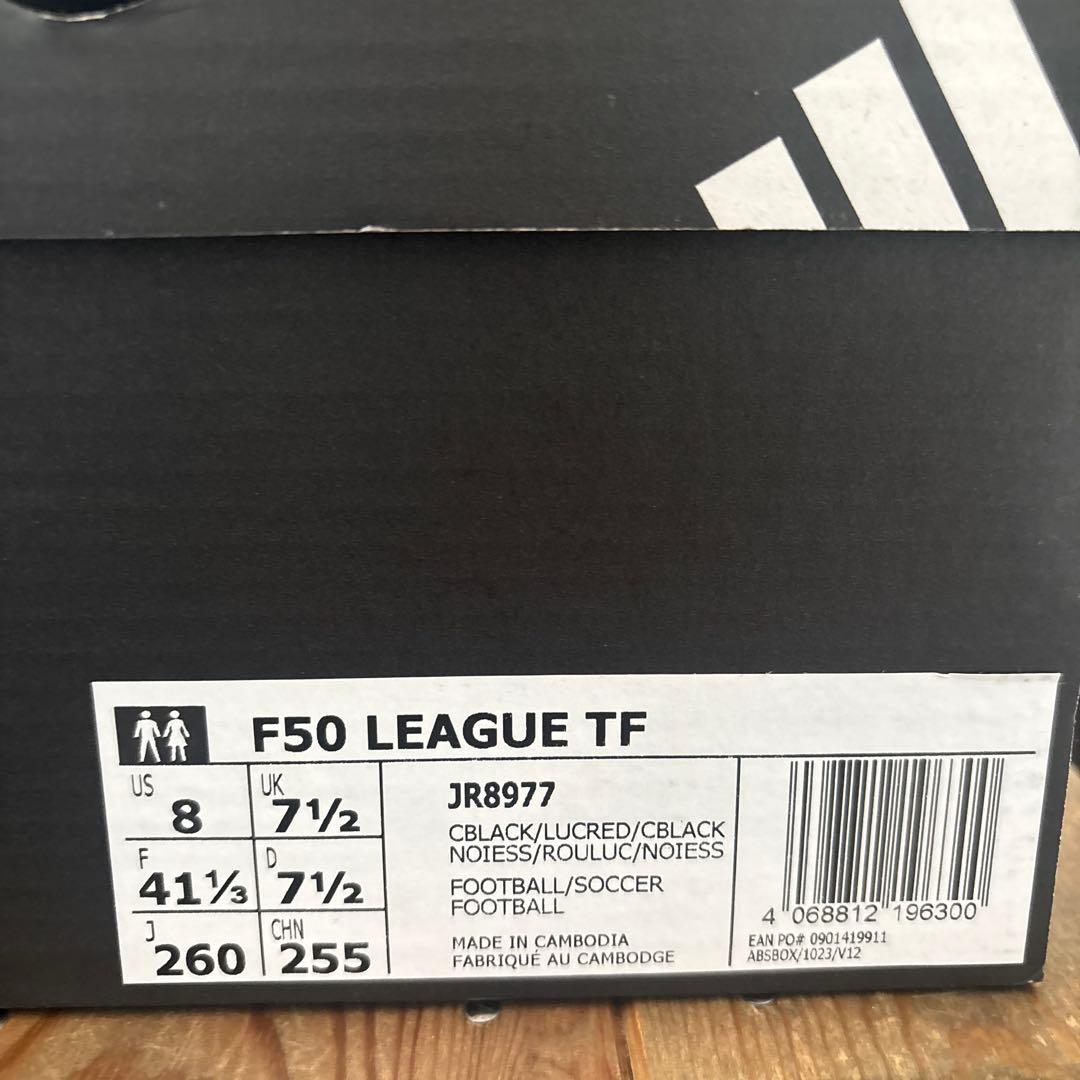 F50 LEAGUE TF
US 8
UK 7½
F 41⅓
D 7½
J 260
CHN 255
JR8977
CBLACK/LUCRED/CBLACK
NOIESS/ROULUC/NOIESS
FOOTBALL/SOCCER
FOOTBALL
MADE IN CAMBODIA
FABRIQUÉ AU CAMBODGE
4 068812 196300
EAN PO# 0901419911
ABSBOX/1023/V12